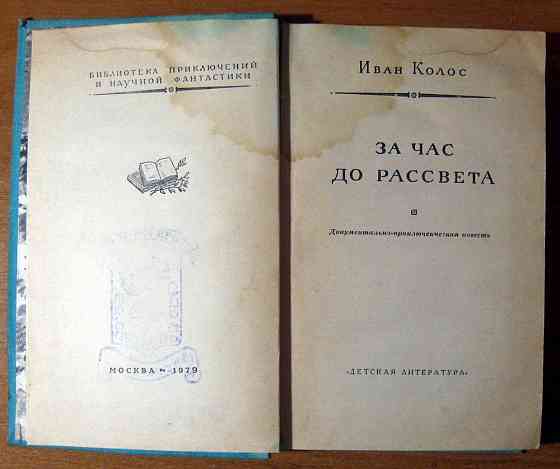 БИБЛИОТЕКА ПРИКЛЮЧЕНИЙ
И НАУЧНОЙ ФАНТАСТИКИ
МОСКВА – 1979
Иван Колос
ЗА ЧАС
ДО РАССВЕТА
Документально-приключенческая повесть
«ДЕТСКАЯ ЛИТЕРАТУРА»